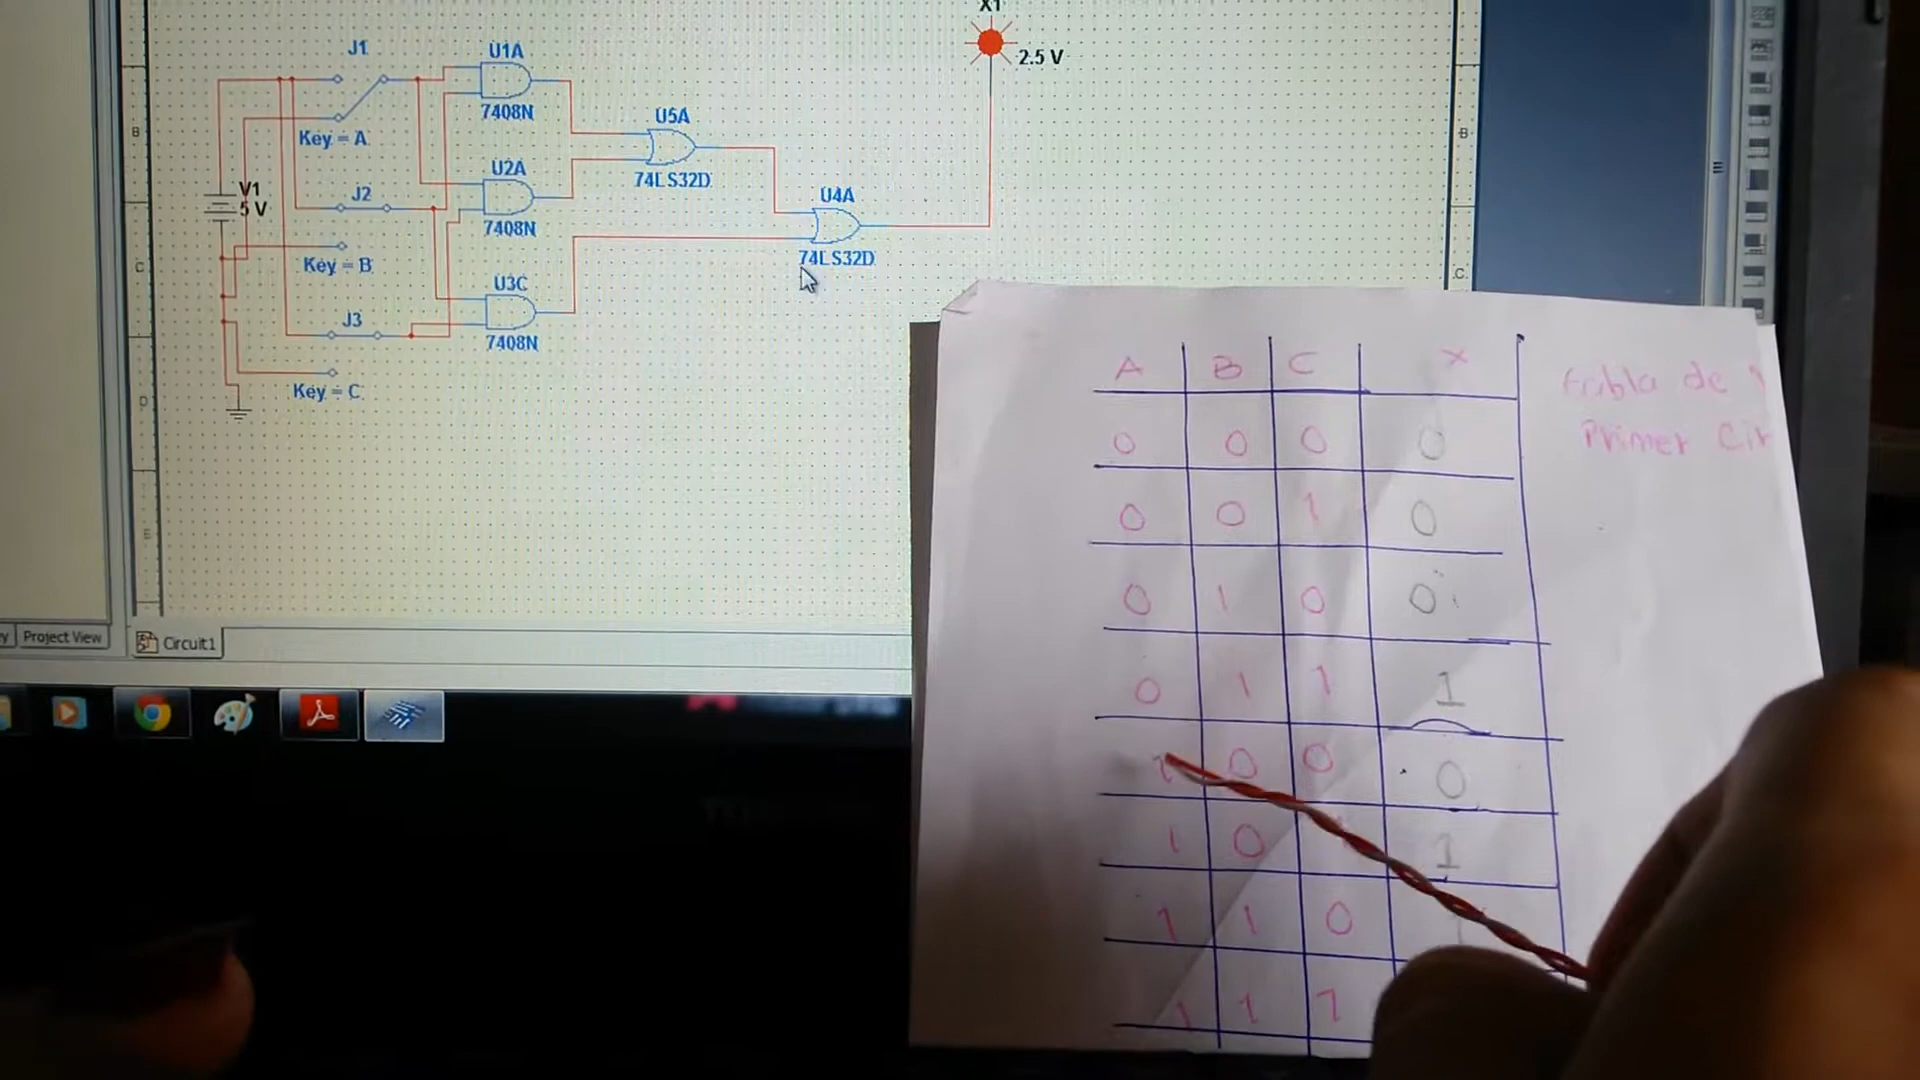 X1
2.5 V
J1
U1A
7408N
Key = A
U5A
74LS32D
U2A
V1
5 V
J2
7408N
U4A
74LS32D
Key = B
U3C
J3
7408N
Key = C
B
C
D
E
B
C
Project View
Circuit1
A B C X
0 0 0 0
0 0 1 0
0 1 0 0
0 1 1 1
1 0 0 0
1 0 1
1 1 0
1 1 1
de
Primer Cir